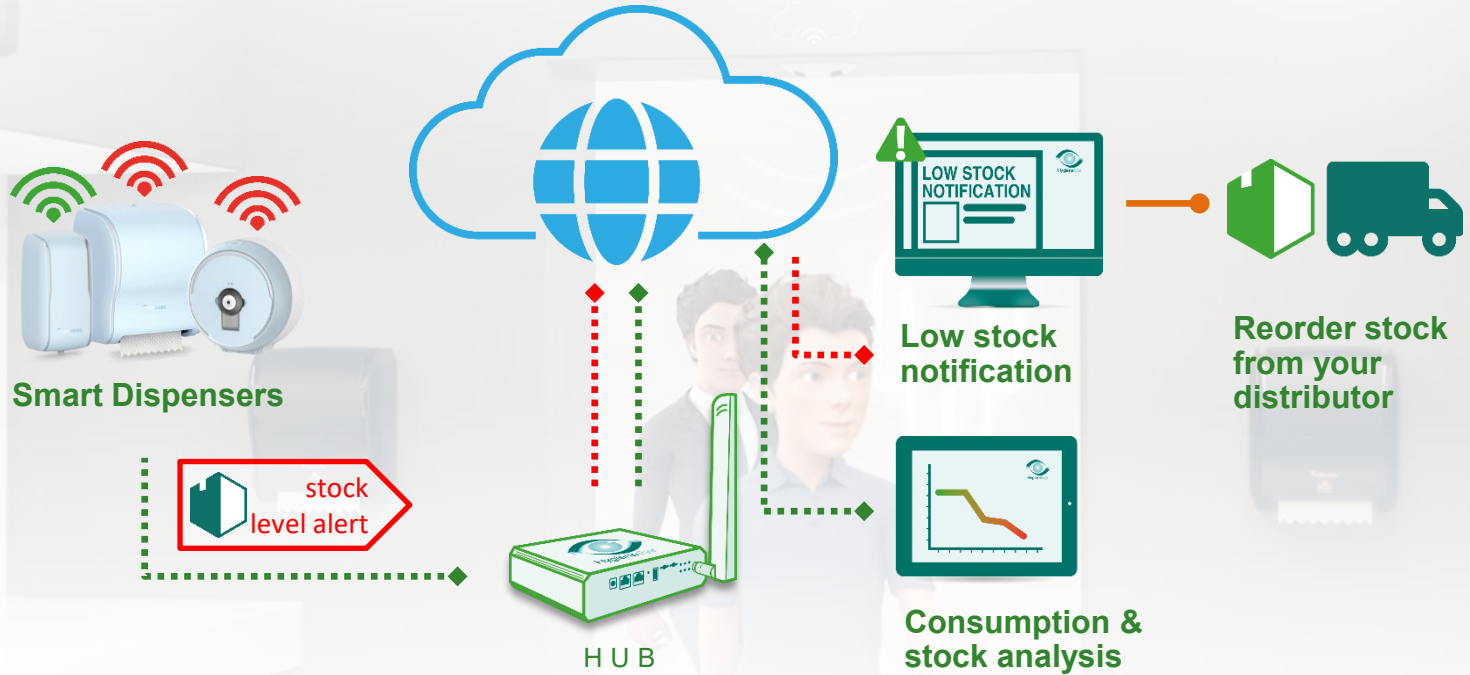 LOW STOCK
NOTIFICATION
Smart Dispensers
stock
level alert
HUB
Low stock
notification
Reorder stock
from your
distributor
Consumption &
stock analysis